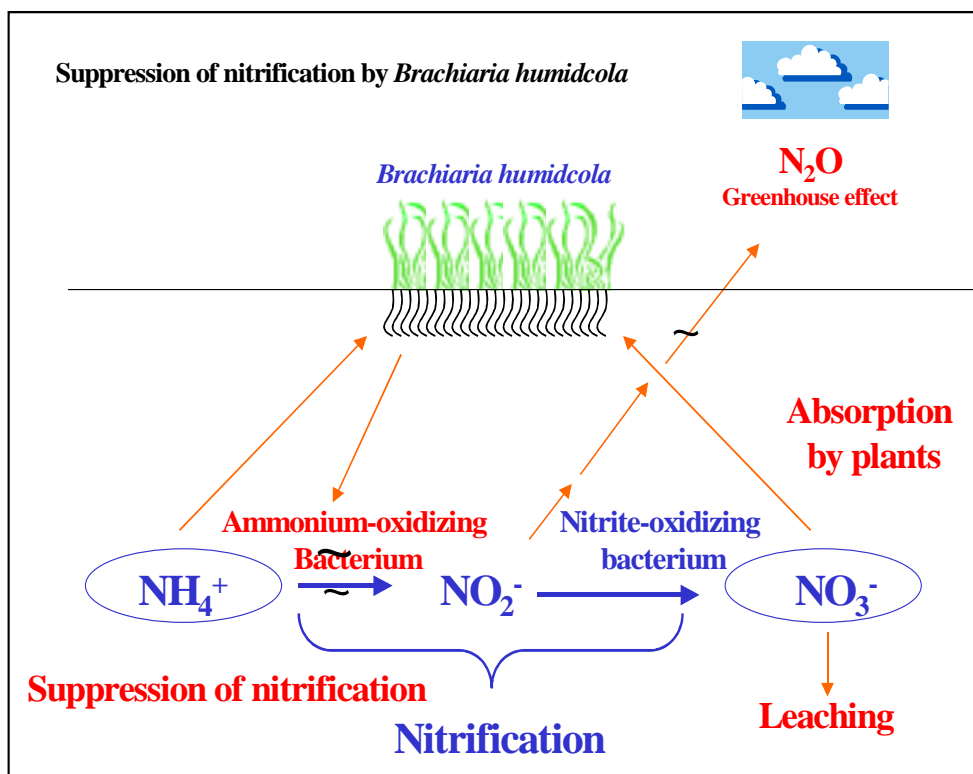 Suppression of nitrification by Brachiaria humidcola
N₂O
Greenhouse effect
Brachiaria humidcola
Absorption
by plants
Ammonium-oxidizing
Bacterium
Nitrite-oxidizing
bacterium
NH₄⁺
NO₂⁻
NO₃⁻
Suppression of nitrification
Nitrification
Leaching